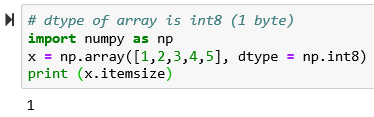 # dtype of array is int8 (1 byte)
import numpy as np
x = np.array([1,2,3,4,5], dtype = np.int8)
print (x.itemsize)
1